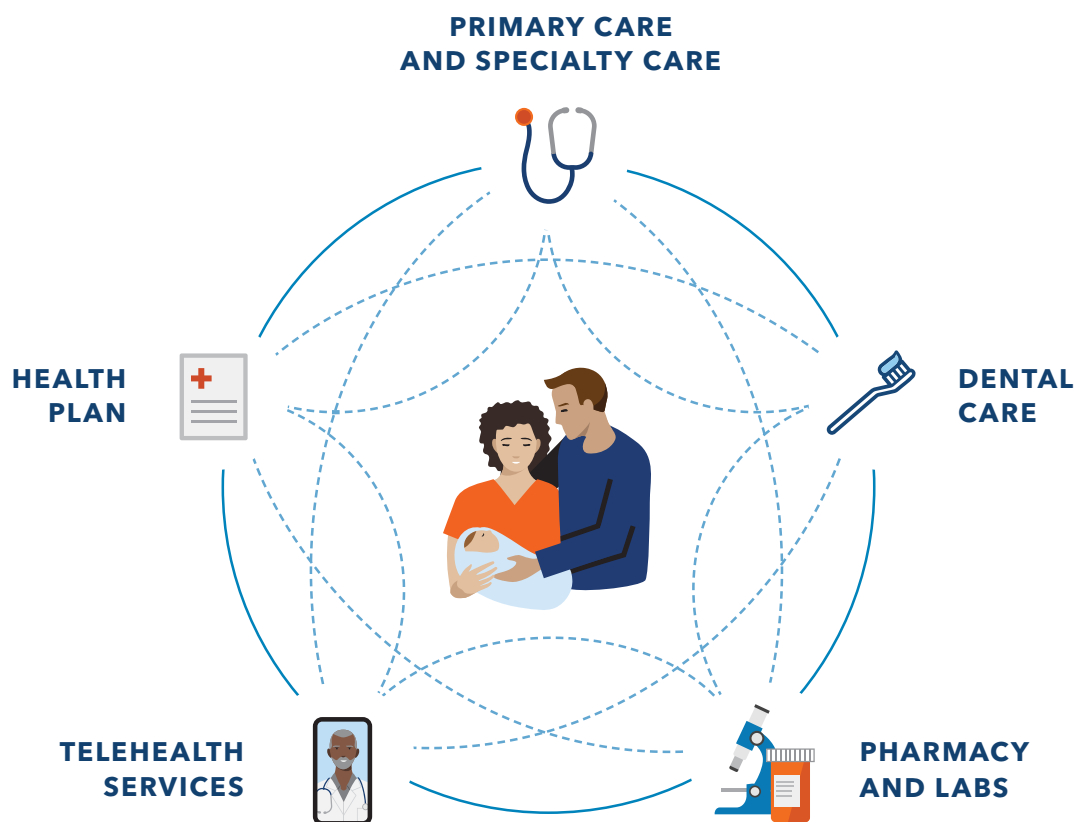 PRIMARY CARE
AND SPECIALTY CARE
HEALTH
PLAN
DENTAL
CARE
TELEHEALTH
SERVICES
PHARMACY
AND LABS